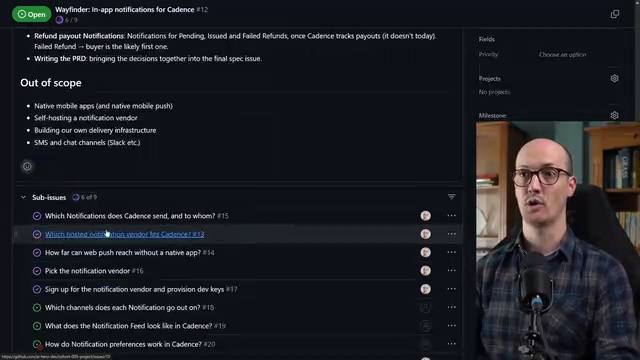 Open
Wayfinder: In-app notifications for Cadence #12
6 / 9
• Refund payout Notifications: Notifications for Pending, Issued and Failed Refunds, once Cadence tracks payouts (it doesn't today).
Failed Refund → buyer is the likely first one.
• Writing the PRD: bringing the decisions together into the final spec issue.
Out of scope
• Native mobile apps (and native mobile push)
• Self-hosting a notification vendor
• Building our own delivery infrastructure
• SMS and chat channels (Slack etc.)
Sub-issues
6 of 9
Which Notifications does Cadence send, and to whom? #15
Which hosted notification vendor fits Cadence? #13
How far can web push reach without a native app? #14
Pick the notification vendor #16
Sign up for the notification vendor and provision dev keys #17
Which channels does each Notification go out on? #18
What does the Notification Feed look like in Cadence? #19
How do Notification preferences work in Cadence? #20
Fields
Priority
Choose an option
Projects
No projects
Milestone